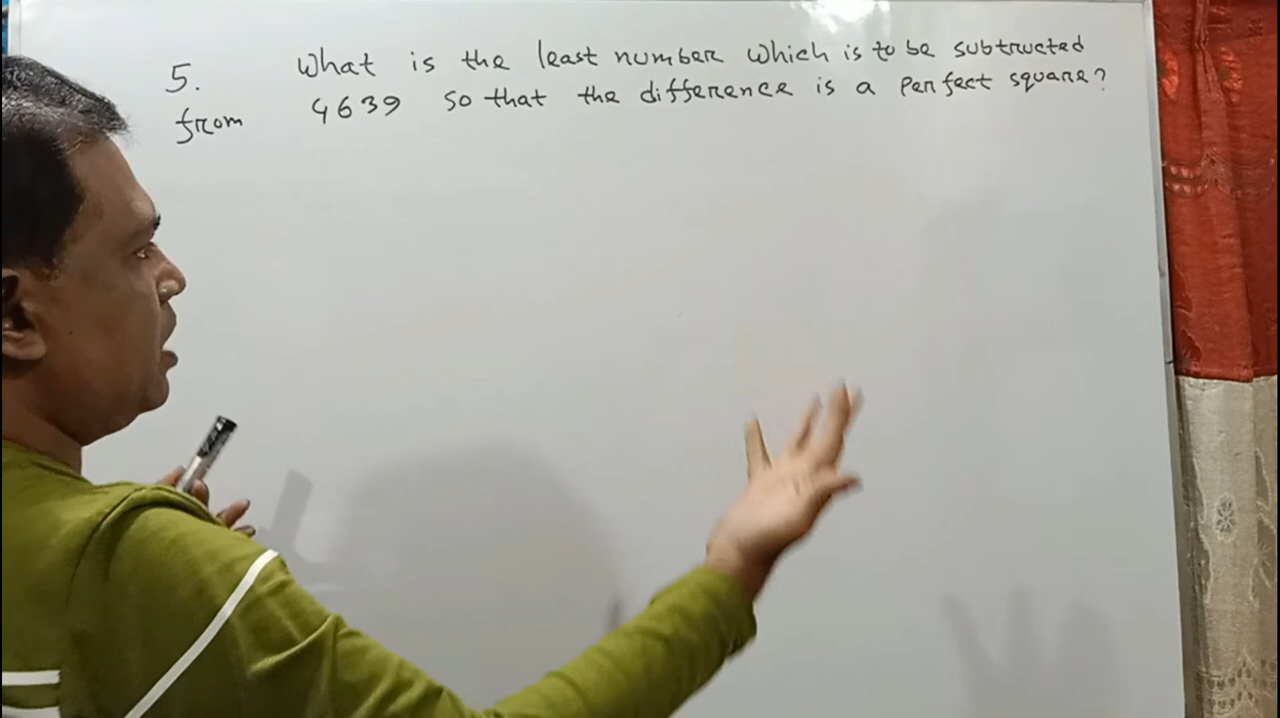 5. What is the least number which is to be subtructed
from 4639 so that the difference is a perfect square?